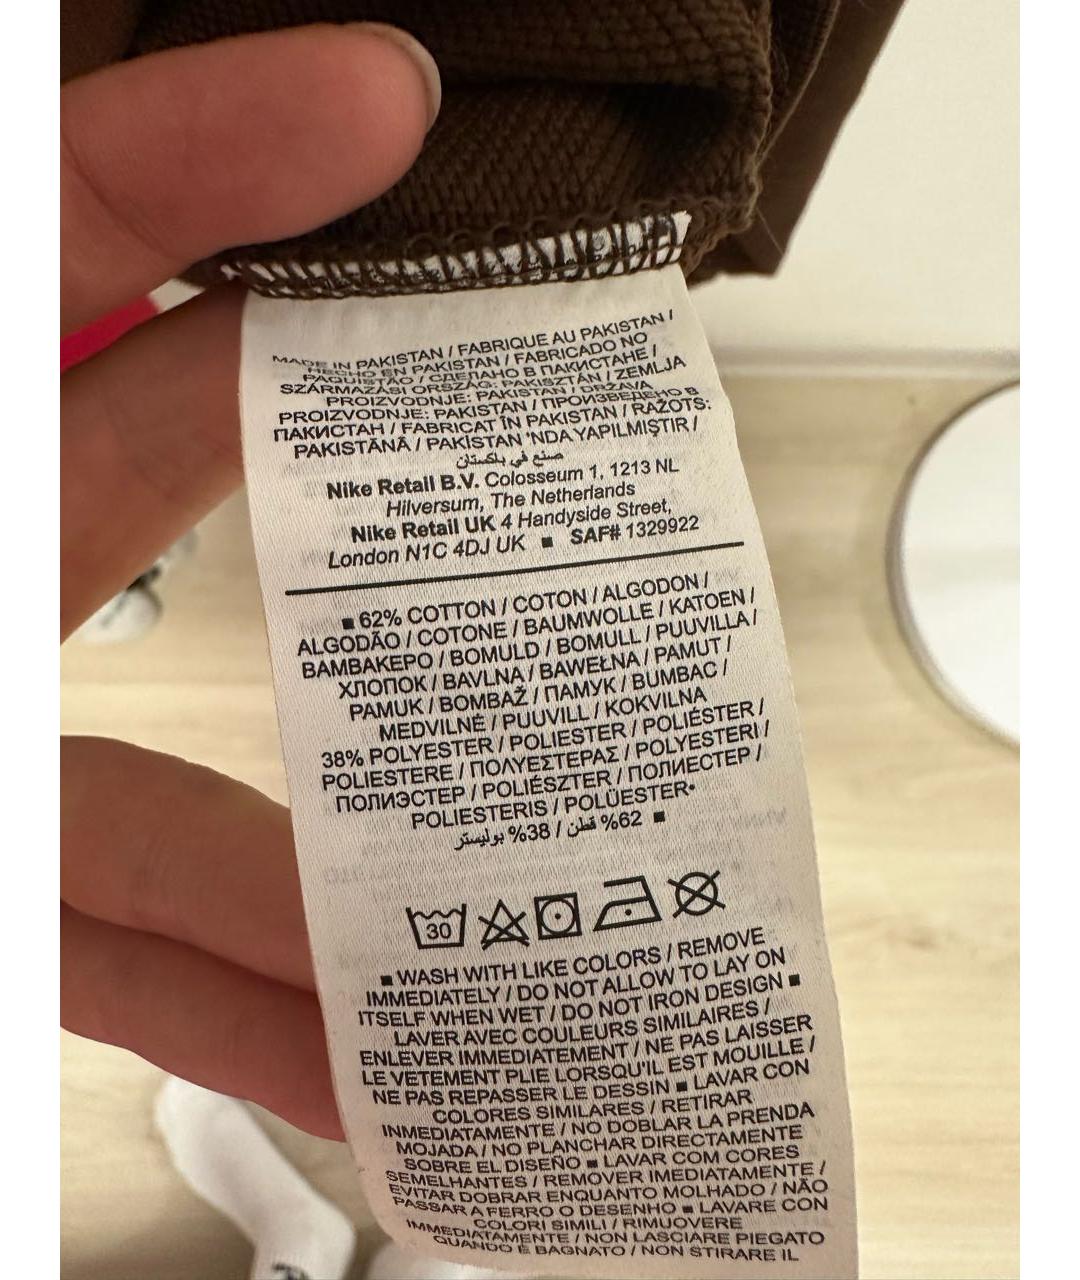 MADE IN PAKISTAN / FABRIQUE AU PAKISTAN /
HECHO EN PAKISTAN / FABRICADO NO
PAQUISTÃO / СДЕЛАНО В ПАКИСТАНЕ /
SZÁRMAZÁSI ORSZÁG: PAKISZTÁN / ZEMLJA
PROIZVODNJE: PAKISTAN / DRŽAVA
PROIZVODNJE: PAKISTAN / ПРОИЗВЕДЕНО В
ПАКИСТАН / FABRICAT ÎN PAKISTAN / RAŽOTS:
PAKISTĀNĀ / PAKİSTAN 'NDA YAPILMIŞTIR /
صنع في باكستان
Nike Retail B.V. Colosseum 1, 1213 NL
Hilversum, The Netherlands
Nike Retail UK 4 Handyside Street,
London N1C 4DJ UK ■ SAF# 1329922
■ 62% COTTON / COTON / ALGODON /
ALGODÃO / COTONE / BAUMWOLLE / KATOEN /
ΒΑΜΒΑΚΕΡΟ / BOMULD / BOMULL / PUUVILLA /
ХЛОПОК / BAVLNA / BAWEŁNA / PAMUT /
PAMUK / BOMBAŽ / ПАМУК / BUMBAC /
MEDVILNĖ / PUUVILL / KOKVILNA
38% POLYESTER / POLIESTER / POLIÉSTER /
POLIESTERE / ΠΟΛΥΕΣΤΕΡΑΣ / POLYESTERI /
ПОЛИЭСТЕР / POLIÉSZTER / ПОЛИЕСТЕР /
POLIESTERIS / POLÜESTER•
62% قطن / 38% بوليستر ■
30
■ WASH WITH LIKE COLORS / REMOVE
IMMEDIATELY / DO NOT ALLOW TO LAY ON
ITSELF WHEN WET / DO NOT IRON DESIGN ■
LAVER AVEC COULEURS SIMILAIRES /
ENLEVER IMMEDIATEMENT / NE PAS LAISSER
LE VETEMENT PLIE LORSQU'IL EST MOUILLE /
NE PAS REPASSER LE DESSIN ■ LAVAR CON
COLORES SIMILARES / RETIRAR
INMEDIATAMENTE / NO DOBLAR LA PRENDA
MOJADA / NO PLANCHAR DIRECTAMENTE
SOBRE EL DISEÑO ■ LAVAR COM CORES
SEMELHANTES / REMOVER IMEDIATAMENTE /
EVITAR DOBRAR ENQUANTO MOLHADO / NÃO
PASSAR A FERRO O DESENHO ■ LAVARE CON
COLORI SIMILI / RIMUOVERE
IMMEDIATAMENTE / NON LASCIARE PIEGATO
QUANDO È BAGNATO / NON STIRARE IL